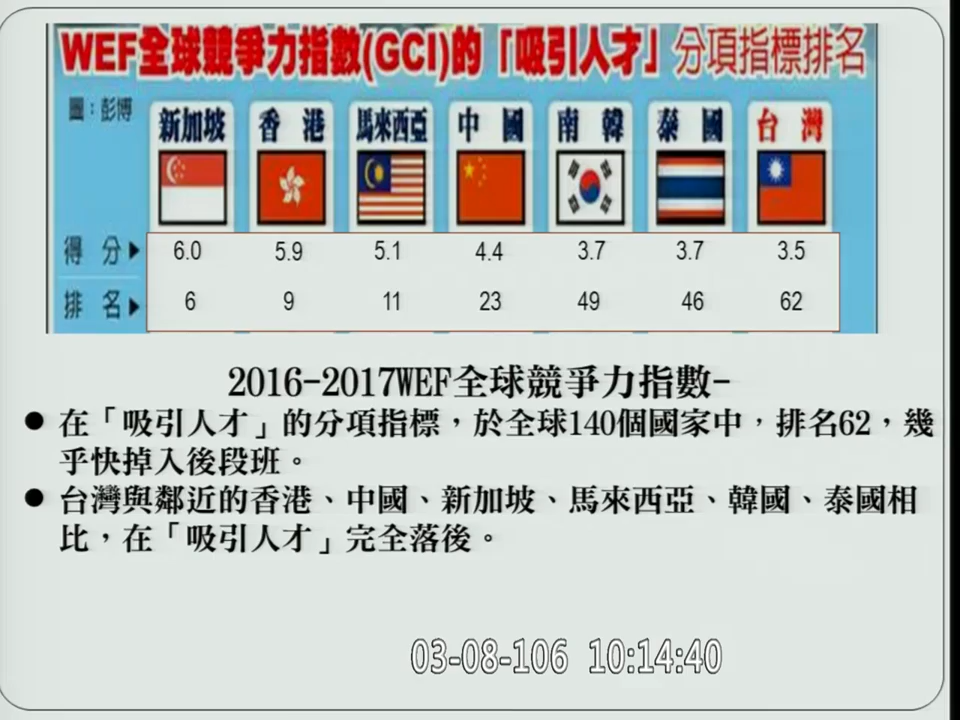 WEF全球競爭力指數(GCI)的「吸引人才」分項指標排名
圖：彭博
新加坡 香港 馬來西亞 中國 南韓 泰國 台灣
得分▶ 6.0 5.9 5.1 4.4 3.7 3.7 3.5
排名▶ 6 9 11 23 49 46 62
2016-2017WEF全球競爭力指數-
● 在「吸引人才」的分項指標，於全球140個國家中，排名62，幾
乎快掉入後段班。
● 台灣與鄰近的香港、中國、新加坡、馬來西亞、韓國、泰國相
比，在「吸引人才」完全落後。
03-08-106 10:14:40